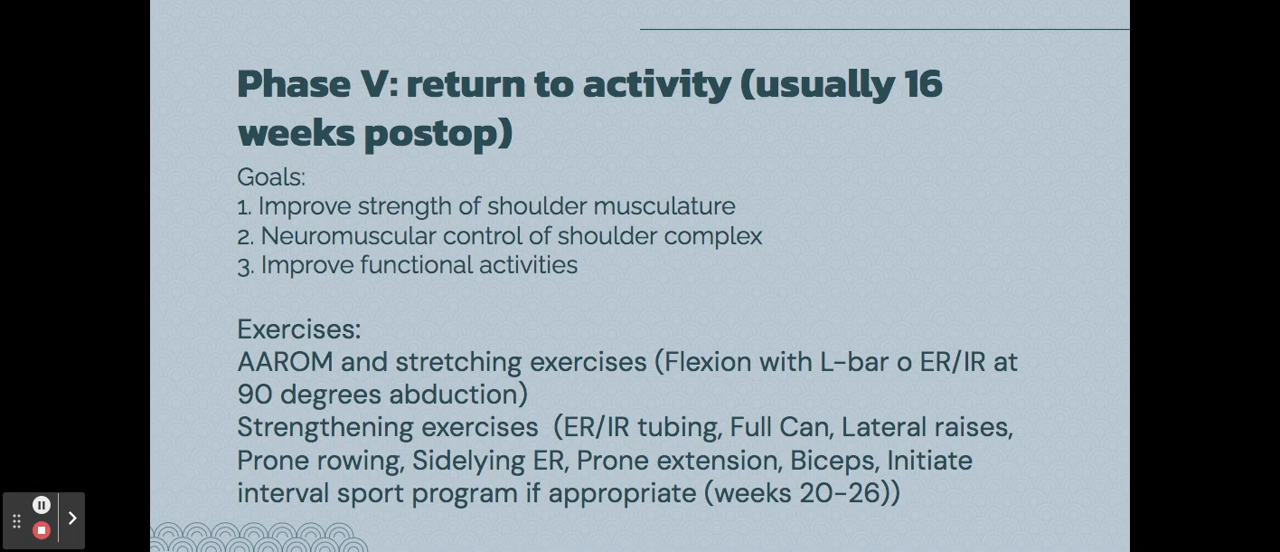 Phase V: return to activity (usually 16
weeks postop)
Goals:
1. Improve strength of shoulder musculature
2. Neuromuscular control of shoulder complex
3. Improve functional activities
Exercises:
AAROM and stretching exercises (Flexion with L-bar o ER/IR at
90 degrees abduction)
Strengthening exercises  (ER/IR tubing, Full Can, Lateral raises,
Prone rowing, Sidelying ER, Prone extension, Biceps, Initiate
interval sport program if appropriate (weeks 20-26))